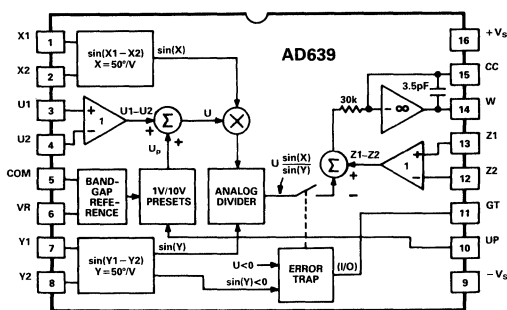 AD639
X1
1
X2
2
U1
3
U2
4
COM
5
VR
6
Y1
7
Y2
8
sin(X1−X2)
X=50°/V
sin(X)
+
−
1
U1−U2
+
Σ
+
Up
U
×
BAND-
GAP
REFE-
RENCE
1V/10V
PRESETS
ANALOG
DIVIDER
sin(Y1−Y2)
Y=50°/V
sin(Y)
sin(Y)<0
U<0
ERROR
TRAP
(I/O)
U sin(X)
sin(Y)
Σ
+
−
Z1−Z2
30k
3.5pF
− ∞
+
1
−
16
+VS
15
CC
14
W
13
Z1
12
Z2
11
GT
10
UP
9
−VS